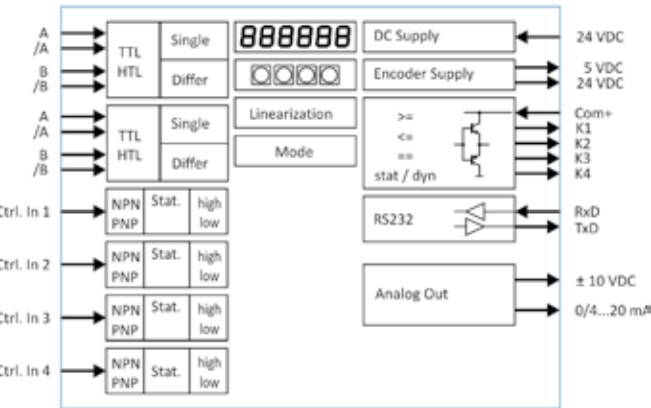 A
/A
B
/B
TTL
HTL
Single
Differ
A
/A
B
/B
TTL
HTL
Single
Differ
Ctrl. In 1
NPN
PNP
Stat.
high
low
Ctrl. In 2
NPN
PNP
Stat.
high
low
Ctrl. In 3
NPN
PNP
Stat.
high
low
Ctrl. In 4
NPN
PNP
Stat.
high
low
888888
Linearization
Mode
DC Supply
24 VDC
Encoder Supply
5 VDC
24 VDC
>=
<=
==
stat / dyn
Com+
K1
K2
K3
K4
RS232
RxD
TxD
Analog Out
± 10 VDC
0/4...20 mA